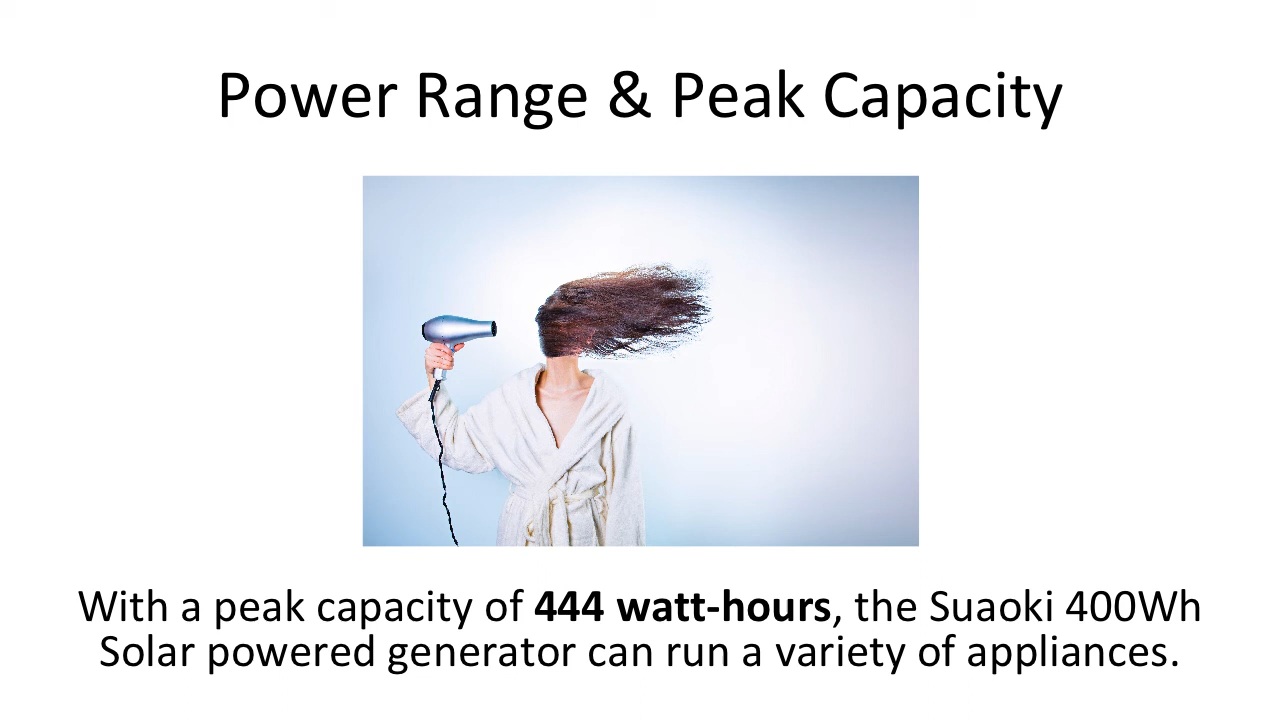 Power Range & Peak Capacity
With a peak capacity of 444 watt-hours, the Suaoki 400Wh
Solar powered generator can run a variety of appliances.